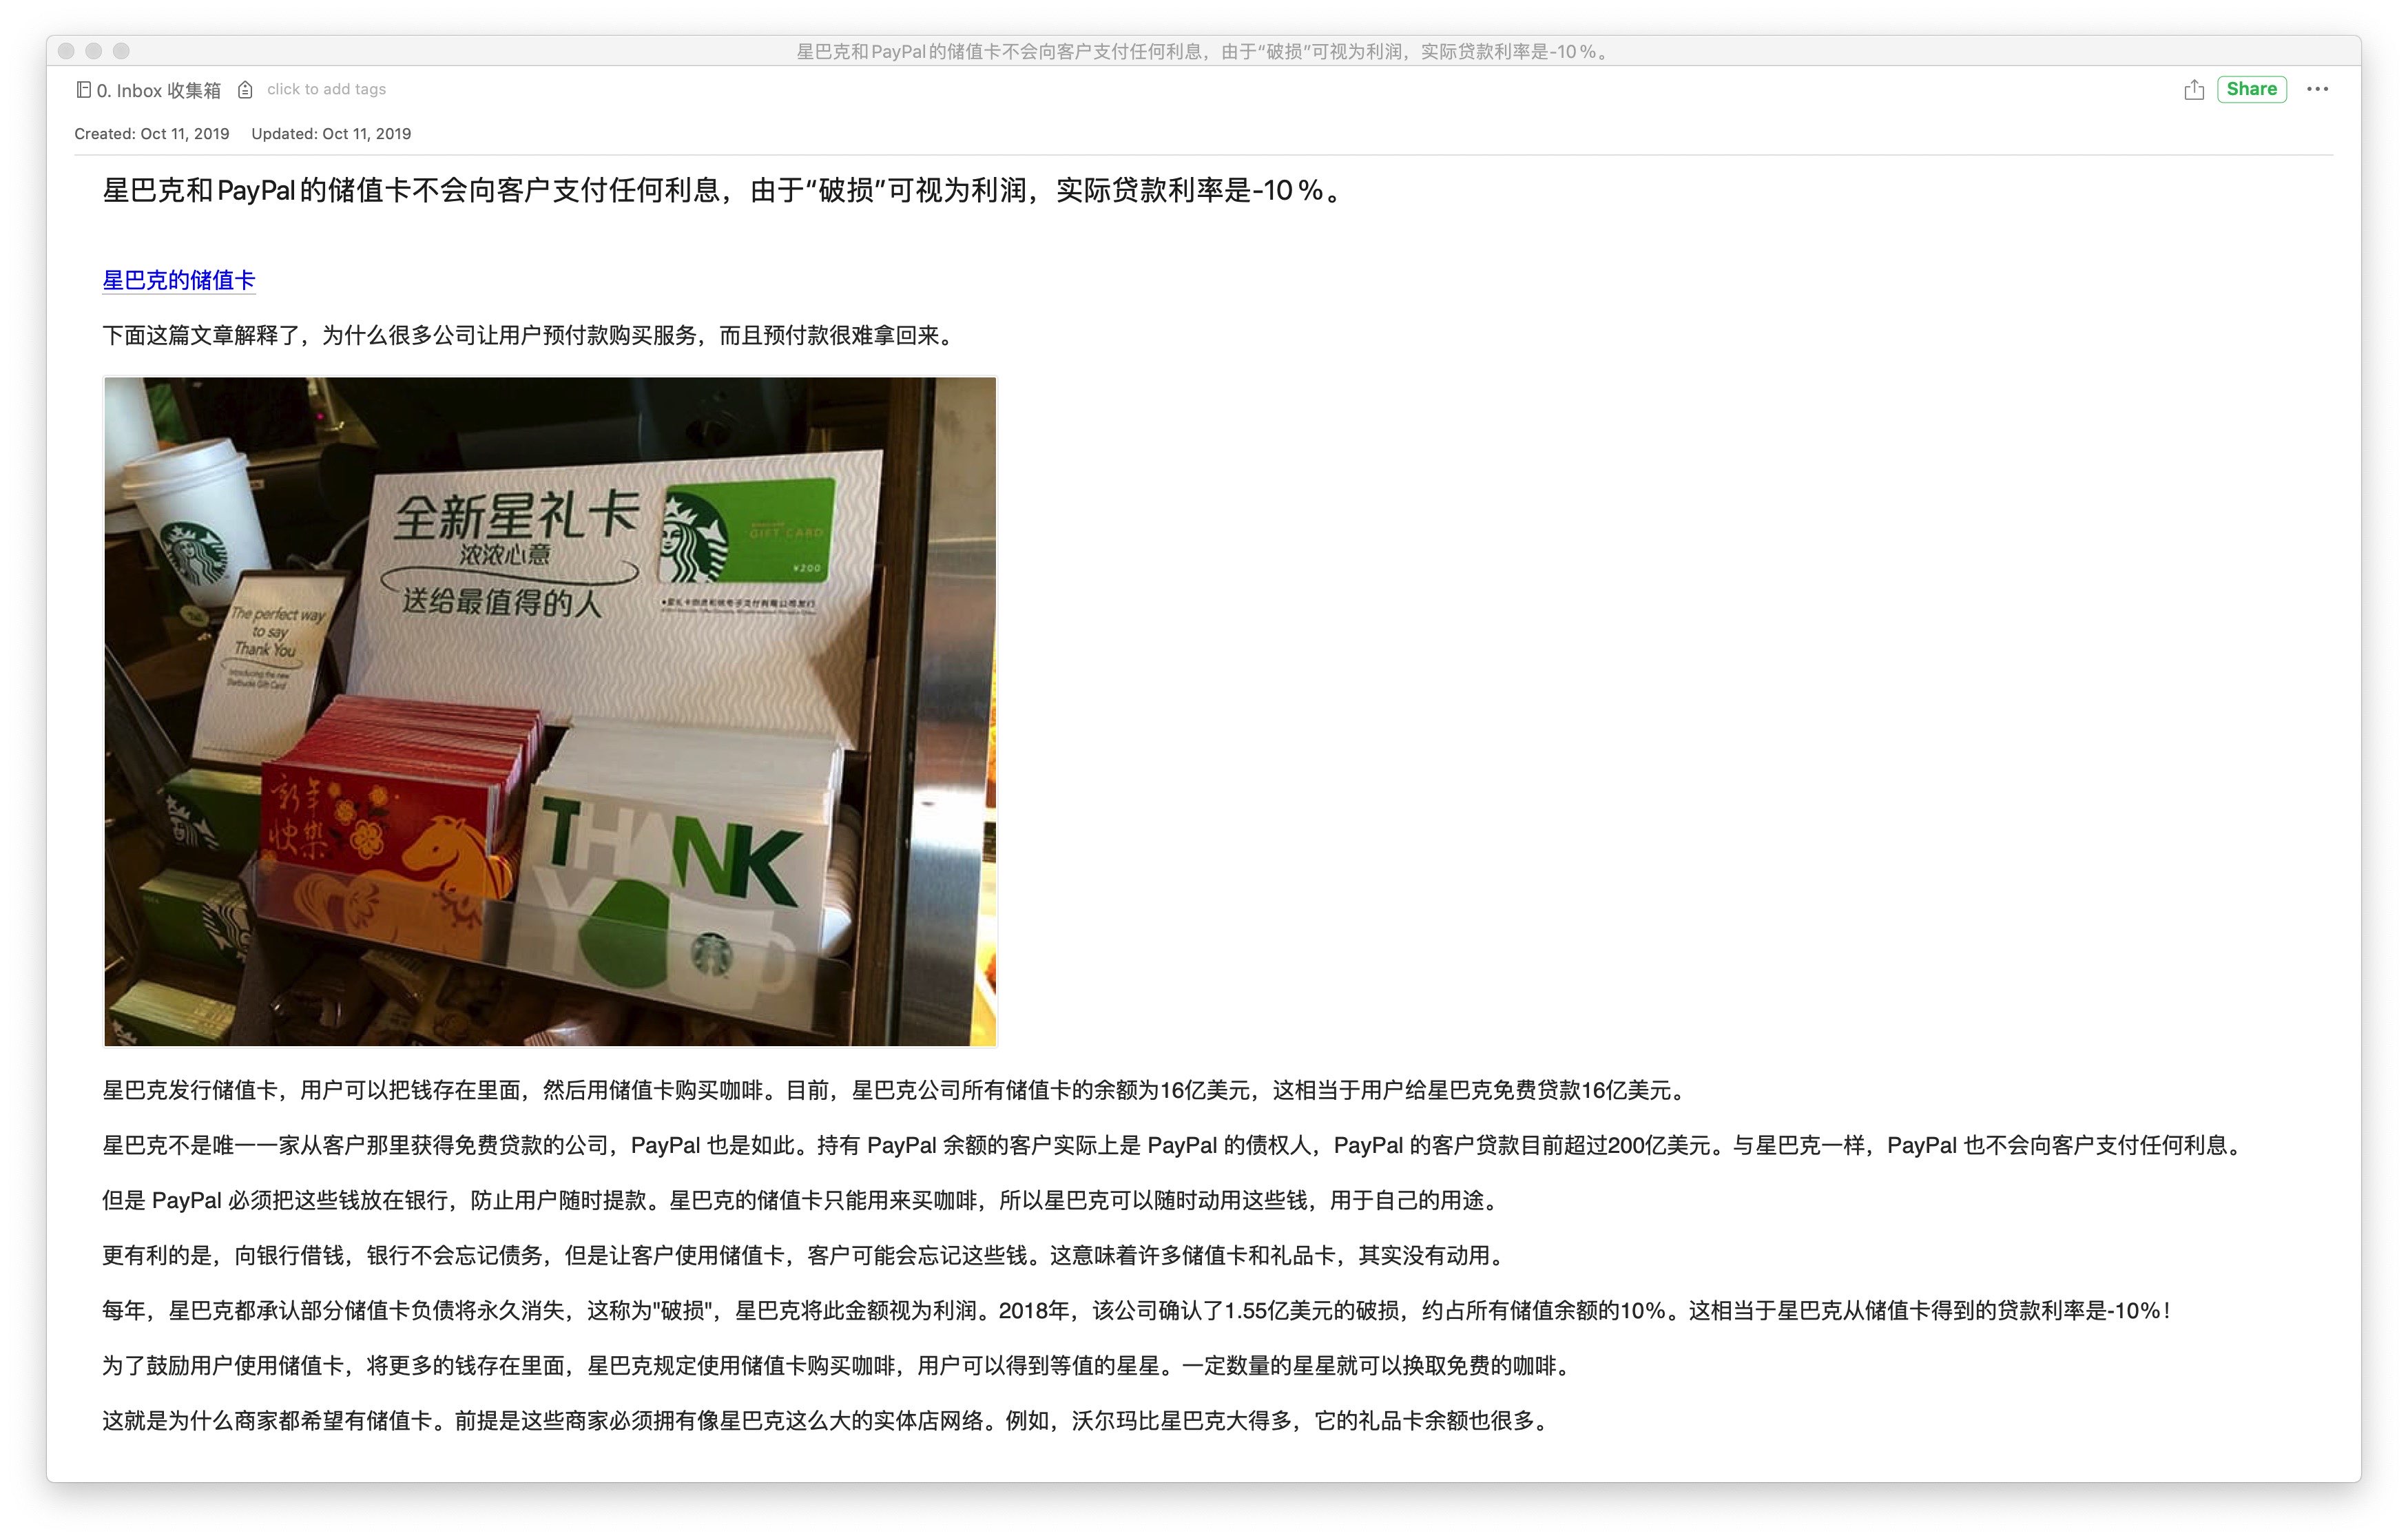 星巴克和PayPal的储值卡不会向客户支付任何利息，由于“破损”可视为利润，实际贷款利率是-10％。
0. Inbox 收集箱 click to add tags Share
Created: Oct 11, 2019 Updated: Oct 11, 2019
星巴克和PayPal的储值卡不会向客户支付任何利息，由于“破损”可视为利润，实际贷款利率是-10％。
星巴克的储值卡
下面这篇文章解释了，为什么很多公司让用户预付款购买服务，而且预付款很难拿回来。
全新星礼卡
浓浓心意
送给最值得的人
GIFT CARD
¥200
The perfect way
to say
Thank You
Introducing the new
Starbucks Gift Card
新年
快樂
THANK
YOU
星巴克发行储值卡，用户可以把钱存在里面，然后用储值卡购买咖啡。目前，星巴克公司所有储值卡的余额为16亿美元，这相当于用户给星巴克免费贷款16亿美元。
星巴克不是唯一一家从客户那里获得免费贷款的公司，PayPal 也是如此。持有 PayPal 余额的客户实际上是 PayPal 的债权人，PayPal 的客户贷款目前超过200亿美元。与星巴克一样，PayPal 也不会向客户支付任何利息。
但是 PayPal 必须把这些钱放在银行，防止用户随时提款。星巴克的储值卡只能用来买咖啡，所以星巴克可以随时动用这些钱，用于自己的用途。
更有利的是，向银行借钱，银行不会忘记债务，但是让客户使用储值卡，客户可能会忘记这些钱。这意味着许多储值卡和礼品卡，其实没有动用。
每年，星巴克都承认部分储值卡负债将永久消失，这称为"破损"，星巴克将此金额视为利润。2018年，该公司确认了1.55亿美元的破损，约占所有储值余额的10%。这相当于星巴克从储值卡得到的贷款利率是-10%！
为了鼓励用户使用储值卡，将更多的钱存在里面，星巴克规定使用储值卡购买咖啡，用户可以得到等值的星星。一定数量的星星就可以换取免费的咖啡。
这就是为什么商家都希望有储值卡。前提是这些商家必须拥有像星巴克这么大的实体店网络。例如，沃尔玛比星巴克大得多，它的礼品卡余额也很多。